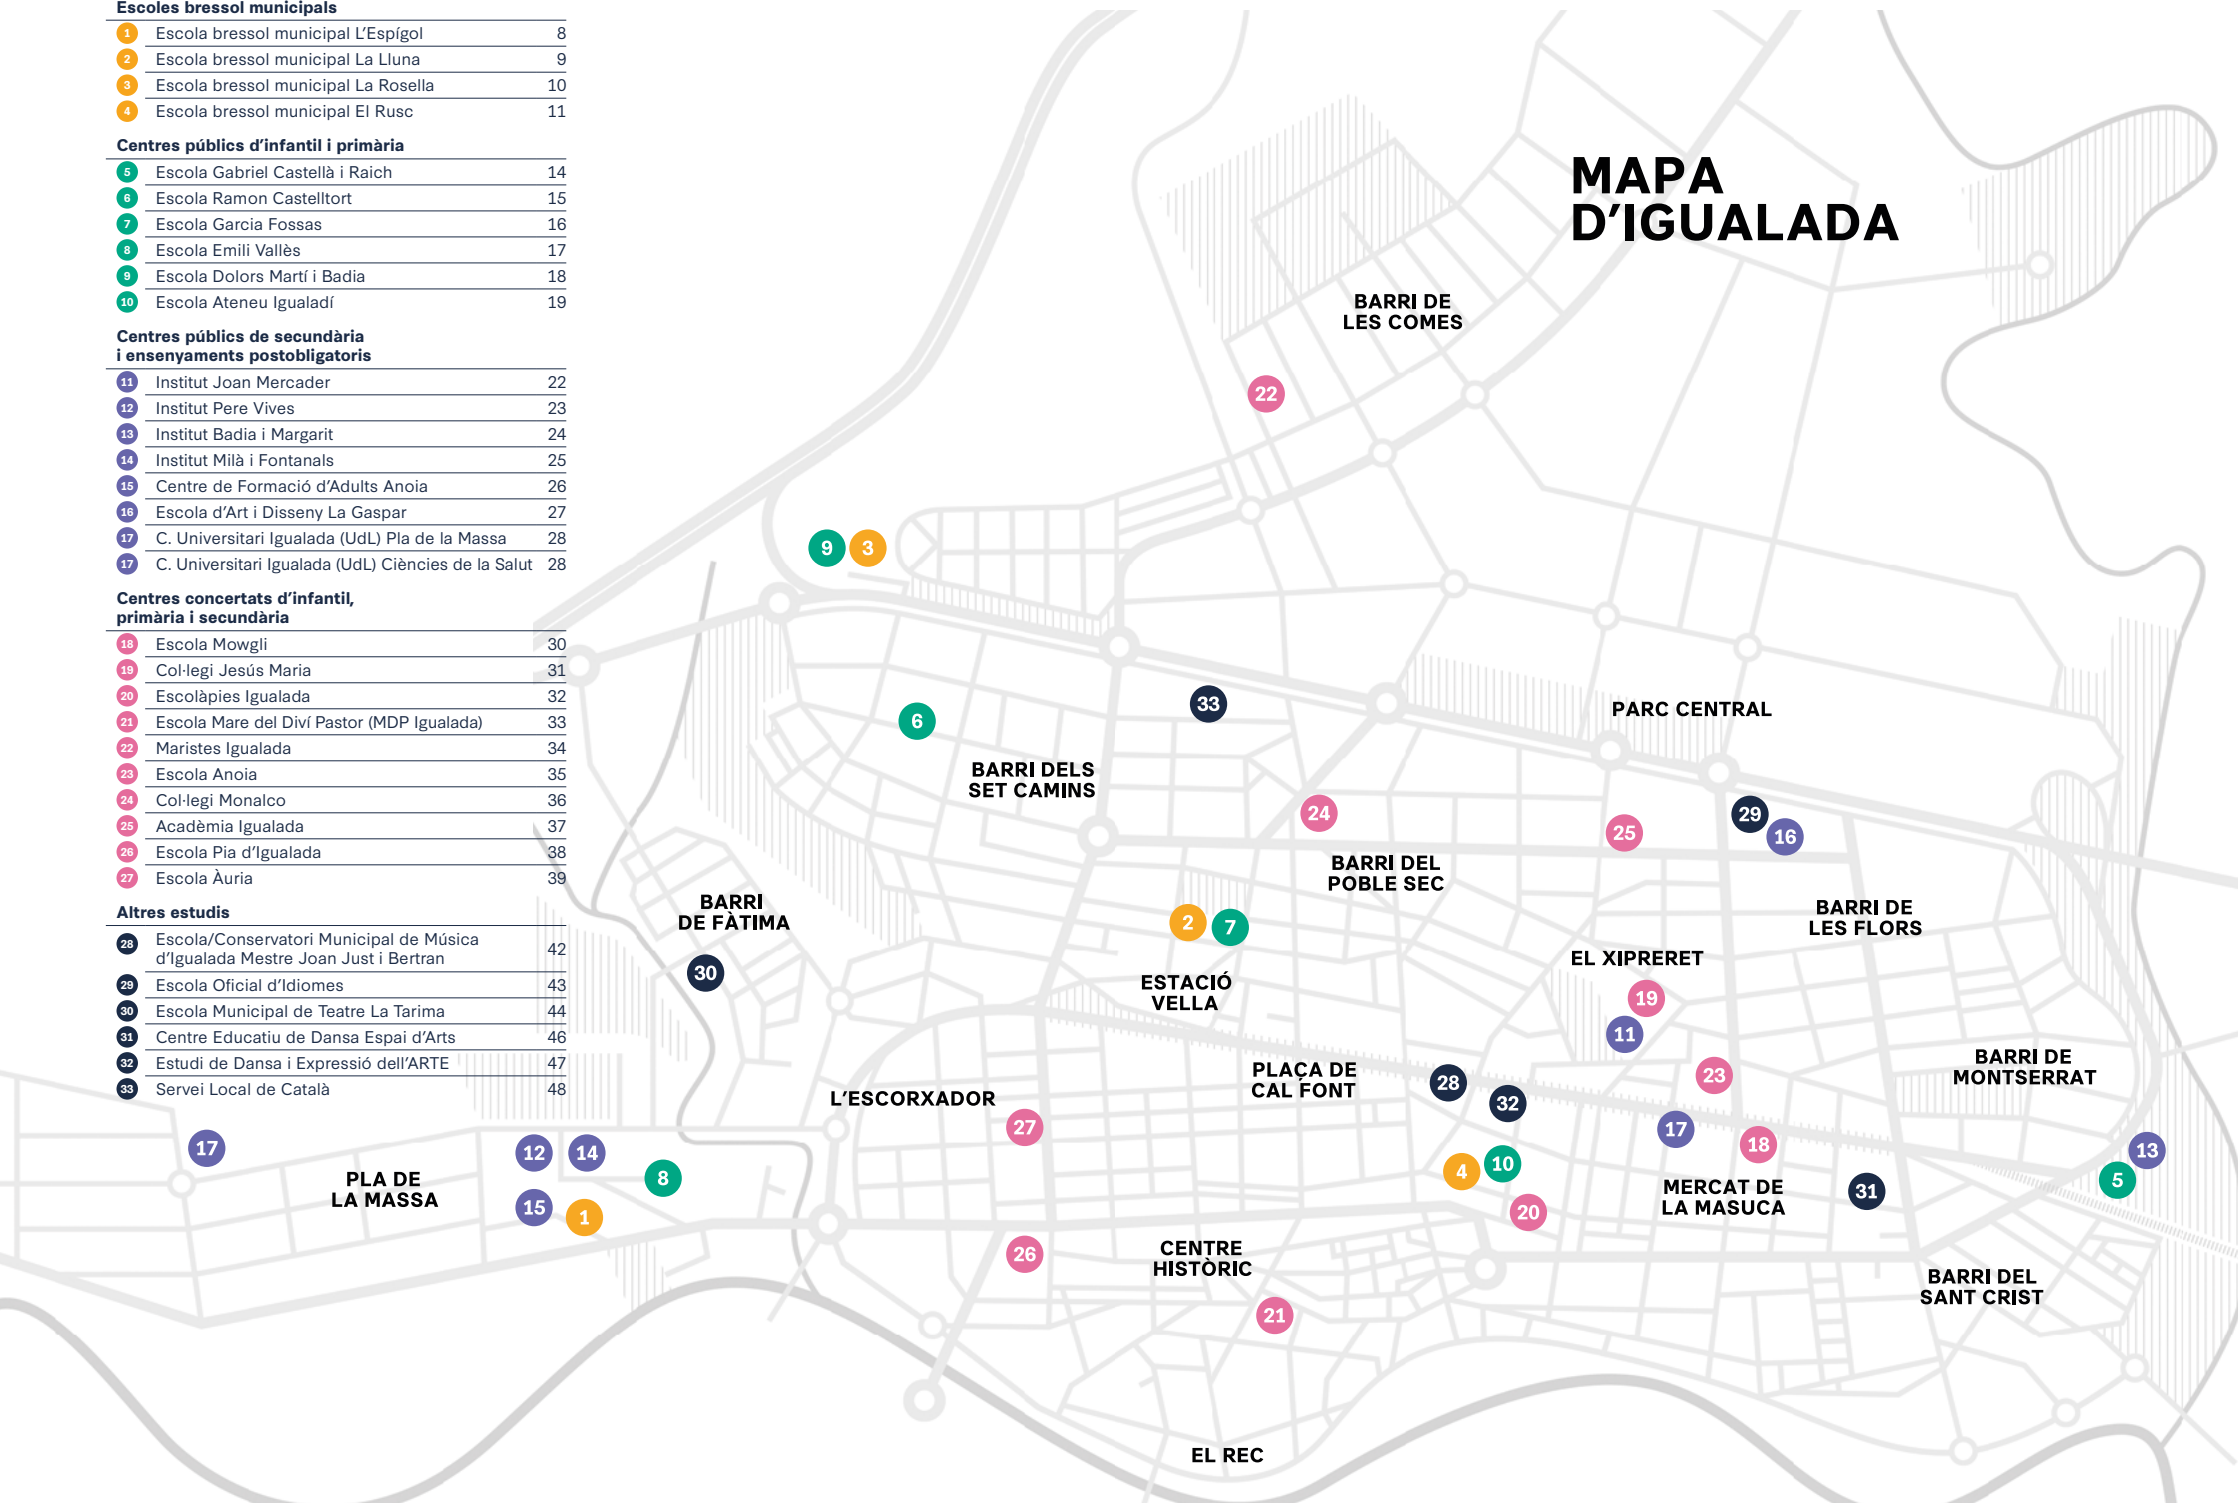 Escoles bressol municipals
1 Escola bressol municipal L’Espígol 8
2 Escola bressol municipal La Lluna 9
3 Escola bressol municipal La Rosella 10
4 Escola bressol municipal El Rusc 11
Centres públics d’infantil i primària
5 Escola Gabriel Castellà i Raich 14
6 Escola Ramon Castelltort 15
7 Escola Garcia Fossas 16
8 Escola Emili Vallès 17
9 Escola Dolors Martí i Badia 18
10 Escola Ateneu Igualadí 19
Centres públics de secundària
i ensenyaments postobligatoris
11 Institut Joan Mercader 22
12 Institut Pere Vives 23
13 Institut Badia i Margarit 24
14 Institut Milà i Fontanals 25
15 Centre de Formació d’Adults Anoia 26
16 Escola d’Art i Disseny La Gaspar 27
17 C. Universitari Igualada (UdL) Pla de la Massa 28
17 C. Universitari Igualada (UdL) Ciències de la Salut 28
Centres concertats d’infantil,
primària i secundària
18 Escola Mowgli 30
19 Col·legi Jesús Maria 31
20 Escolàpies Igualada 32
21 Escola Mare del Diví Pastor (MDP Igualada) 33
22 Maristes Igualada 34
23 Escola Anoia 35
24 Col·legi Monalco 36
25 Acadèmia Igualada 37
26 Escola Pia d’Igualada 38
27 Escola Àuria 39
Altres estudis
28 Escola/Conservatori Municipal de Música
d’Igualada Mestre Joan Just i Bertran 42
29 Escola Oficial d’Idiomes 43
30 Escola Municipal de Teatre La Tarima 44
31 Centre Educatiu de Dansa Espai d’Arts 46
32 Estudi de Dansa i Expressió dell’ARTE 47
33 Servei Local de Català 48
MAPA
D’IGUALADA
BARRI DE
LES COMES
22
9 3
6
33
PARC CENTRAL
BARRI DELS
SET CAMINS
24
25
29
16
BARRI DEL
POBLE SEC
BARRI
DE FÀTIMA
30
2 7
ESTACIÓ
VELLA
BARRI DE
LES FLORS
EL XIPRERET
19
11
PLAÇA DE
CAL FONT
28
32
23
BARRI DE
MONTSERRAT
L’ESCORXADOR
27
17
18
17
12 14
8
PLA DE
LA MASSA
15 1
4 10
20
MERCAT DE
LA MASUCA
31
13
5
26
CENTRE
HISTÒRIC
21
BARRI DEL
SANT CRIST
EL REC